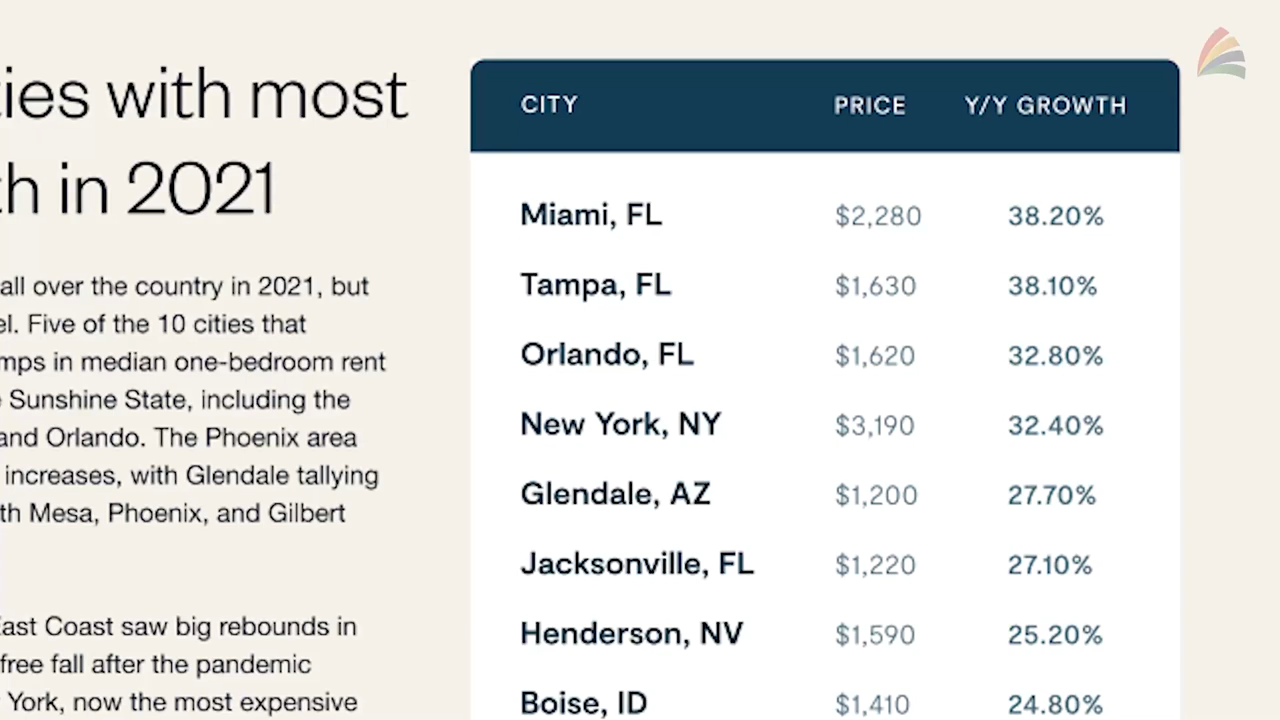 ties with most
th in 2021
all over the country in 2021, but
el. Five of the 10 cities that
mps in median one-bedroom rent
e Sunshine State, including the
and Orlando. The Phoenix area
increases, with Glendale tallying
th Mesa, Phoenix, and Gilbert
East Coast saw big rebounds in
free fall after the pandemic
York, now the most expensive
CITY PRICE Y/Y GROWTH
Miami, FL $2,280 38.20%
Tampa, FL $1,630 38.10%
Orlando, FL $1,620 32.80%
New York, NY $3,190 32.40%
Glendale, AZ $1,200 27.70%
Jacksonville, FL $1,220 27.10%
Henderson, NV $1,590 25.20%
Boise, ID $1,410 24.80%